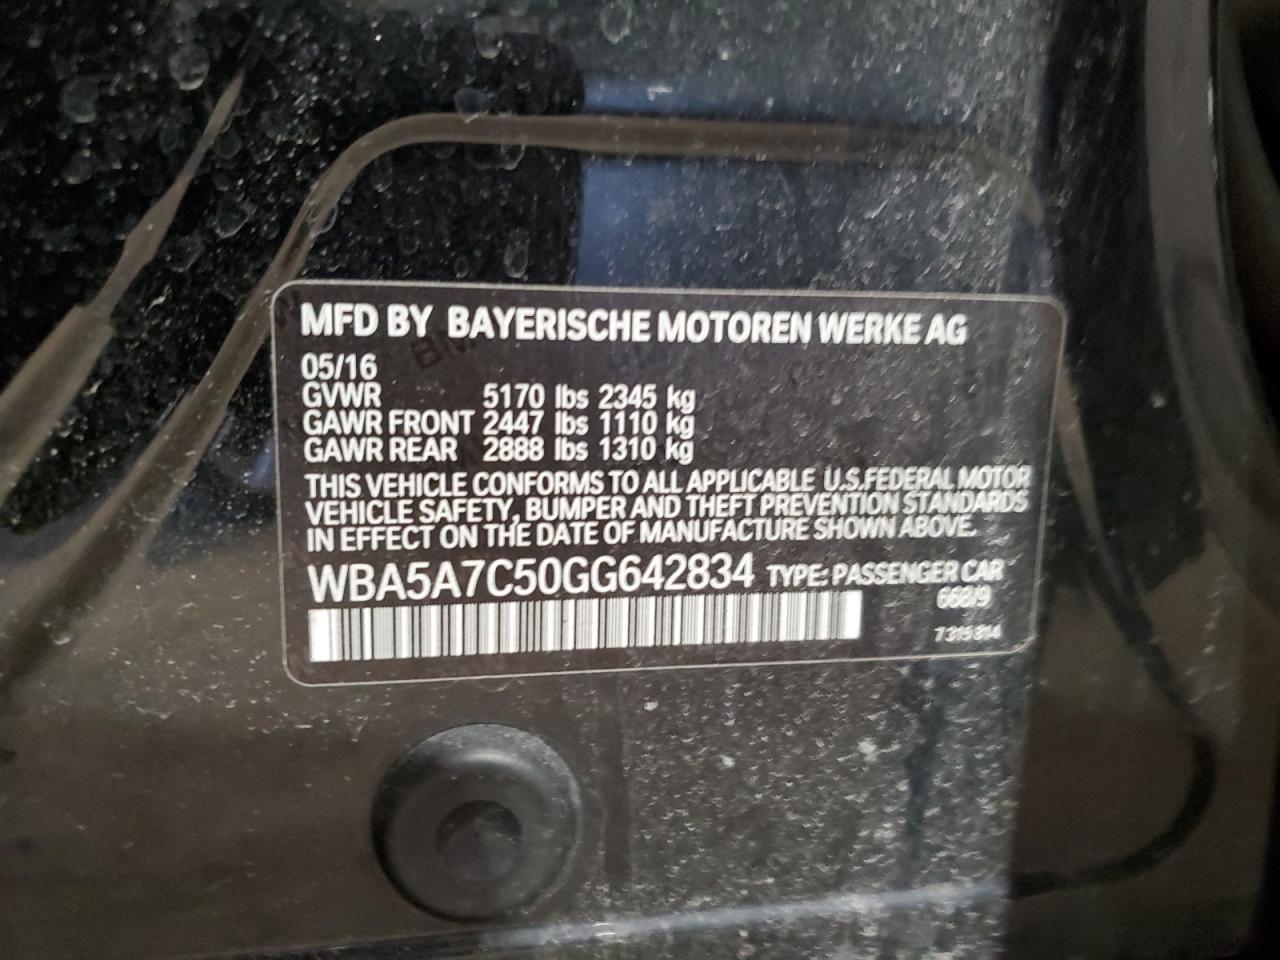 MFD BY BAYERISCHE MOTOREN WERKE AG
05/16
GVWR 5170 lbs 2345 kg
GAWR FRONT 2447 lbs 1110 kg
GAWR REAR 2888 lbs 1310 kg
THIS VEHICLE CONFORMS TO ALL APPLICABLE U.S.FEDERAL MOTOR
VEHICLE SAFETY, BUMPER AND THEFT PREVENTION STANDARDS
IN EFFECT ON THE DATE OF MANUFACTURE SHOWN ABOVE.
WBA5A7C50GG642834 TYPE: PASSENGER CAR
668/9
7 315 814